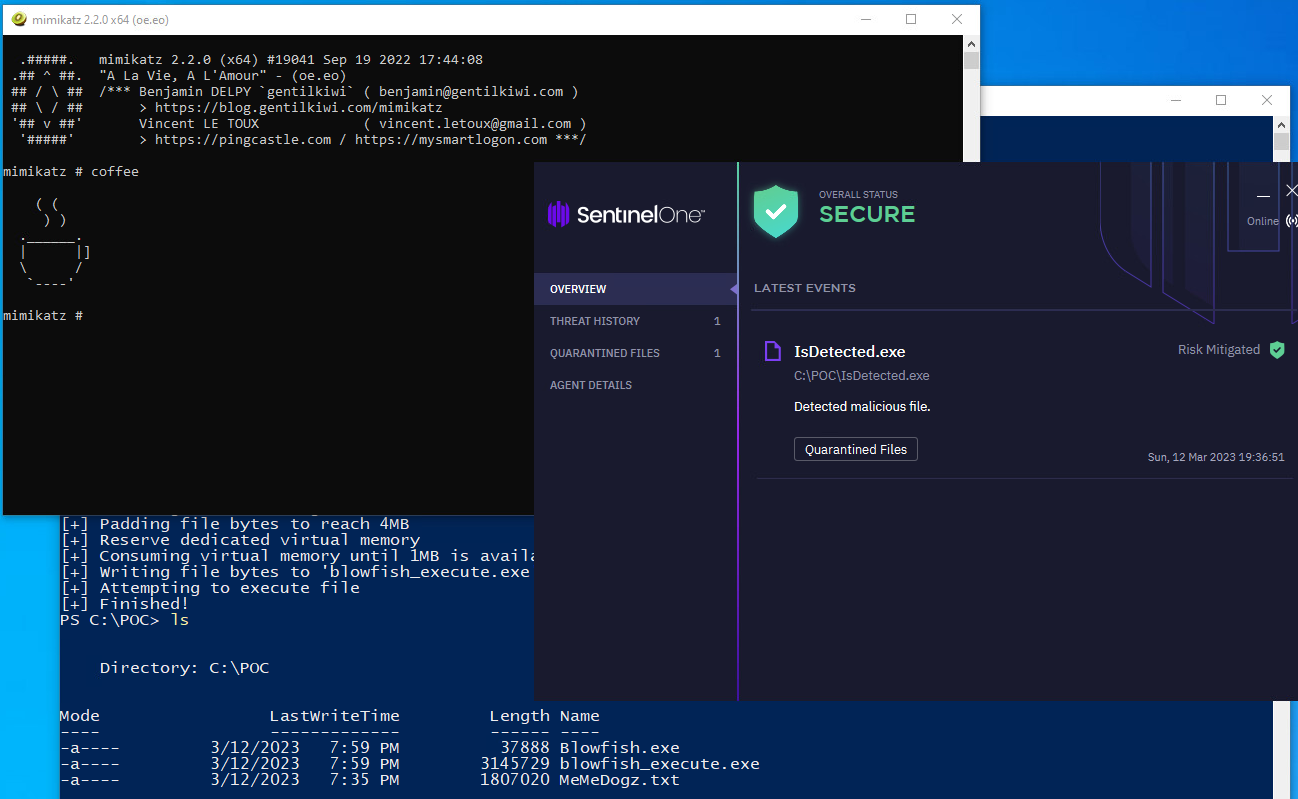 mimikatz 2.2.0 x64 (oe.eo)
.#####.   mimikatz 2.2.0 (x64) #19041 Sep 19 2022 17:44:08
.## ^ ##.  "A La Vie, A L'Amour" - (oe.eo)
## / \ ##  /*** Benjamin DELPY `gentilkiwi` ( benjamin@gentilkiwi.com )
## \ / ##       > https://blog.gentilkiwi.com/mimikatz
'## v ##'       Vincent LE TOUX             ( vincent.letoux@gmail.com )
'#####'        > https://pingcastle.com / https://mysmartlogon.com ***/
mimikatz # coffee
( (
) )
.______.
|      |]
\      /
`----'
mimikatz #
SentinelOne™
OVERVIEW
THREAT HISTORY 1
QUARANTINED FILES 1
AGENT DETAILS
OVERALL STATUS
SECURE
Online
LATEST EVENTS
IsDetected.exe
Risk Mitigated
C:\POC\IsDetected.exe
Detected malicious file.
Quarantined Files
Sun, 12 Mar 2023 19:36:51
[+] Padding file bytes to reach 4MB
[+] Reserve dedicated virtual memory
[+] Consuming virtual memory until 1MB is availa
[+] Writing file bytes to 'blowfish_execute.exe
[+] Attempting to execute file
[+] Finished!
PS C:\POC> ls
Directory: C:\POC
Mode                 LastWriteTime         Length Name
----                 -------------         ------ ----
-a----         3/12/2023   7:59 PM          37888 Blowfish.exe
-a----         3/12/2023   7:59 PM        3145729 blowfish_execute.exe
-a----         3/12/2023   7:35 PM        1807020 MeMeDogz.txt